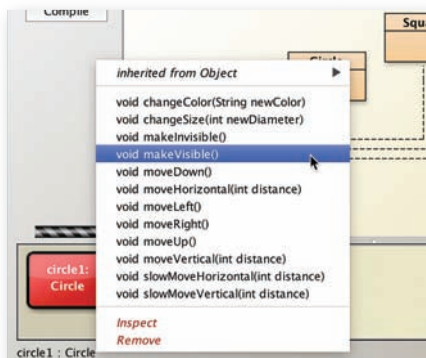 Compile
Squa
Circle
inherited from Object
void changeColor(String newColor)
void changeSize(int newDiameter)
void makeInvisible()
void makeVisible()
void moveDown()
void moveHorizontal(int distance)
void moveLeft()
void moveRight()
void moveUp()
void moveVertical(int distance)
void slowMoveHorizontal(int distance)
void slowMoveVertical(int distance)
Inspect
Remove
circle1:
Circle
circle1 : Circle